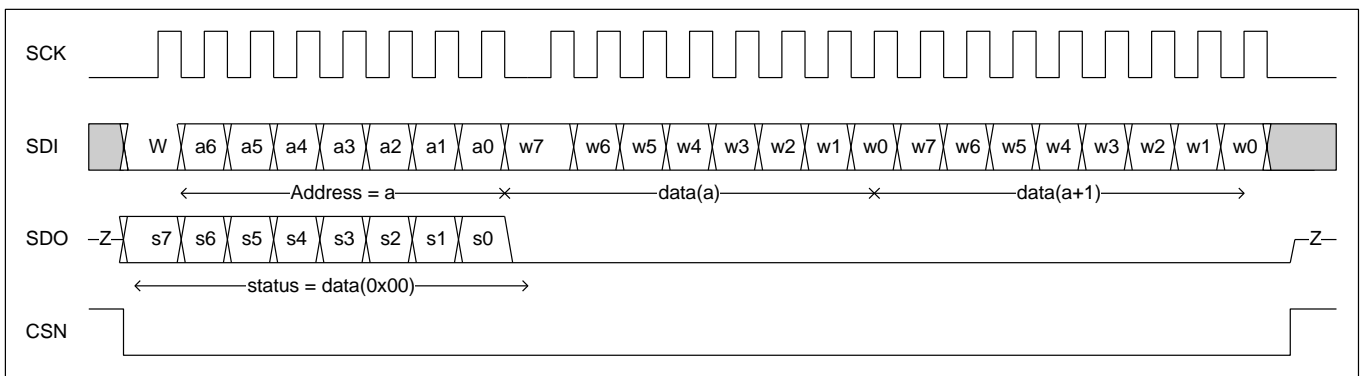 SCK
SDI W a6 a5 a4 a3 a2 a1 a0 w7 w6 w5 w4 w3 w2 w1 w0 w7 w6 w5 w4 w3 w2 w1 w0
Address = a data(a) data(a+1)
SDO Z s7 s6 s5 s4 s3 s2 s1 s0 Z
status = data(0x00)
CSN